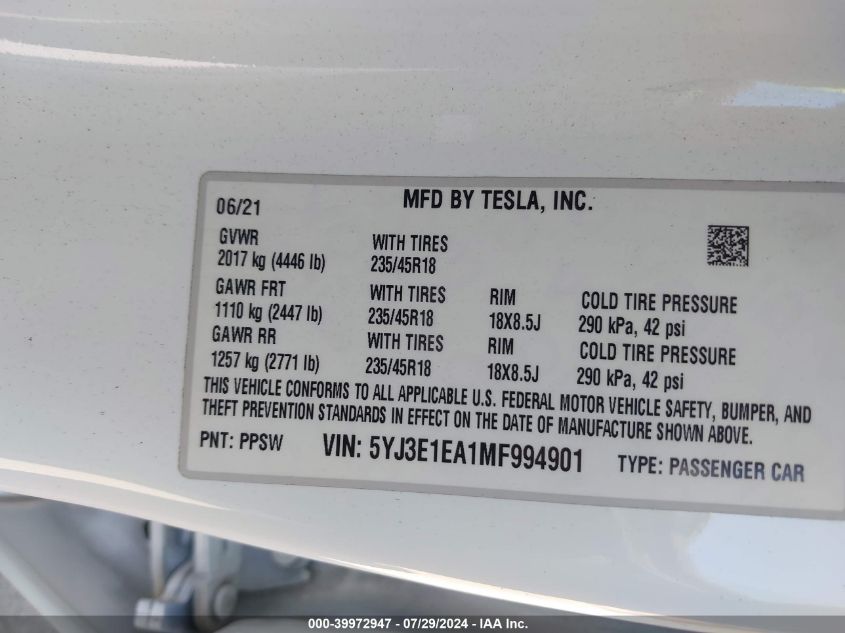 06/21 MFD BY TESLA, INC.
GVWR WITH TIRES
2017 kg (4446 lb) 235/45R18
GAWR FRT WITH TIRES RIM COLD TIRE PRESSURE
1110 kg (2447 lb) 235/45R18 18X8.5J 290 kPa, 42 psi
GAWR RR WITH TIRES RIM COLD TIRE PRESSURE
1257 kg (2771 lb) 235/45R18 18X8.5J 290 kPa, 42 psi
THIS VEHICLE CONFORMS TO ALL APPLICABLE U.S. FEDERAL MOTOR VEHICLE SAFETY, BUMPER, AND
THEFT PREVENTION STANDARDS IN EFFECT ON THE DATE OF MANUFACTURE SHOWN ABOVE.
PNT: PPSW VIN: 5YJ3E1EA1MF994901 TYPE: PASSENGER CAR
000-39972947 - 07/29/2024 - IAA Inc.